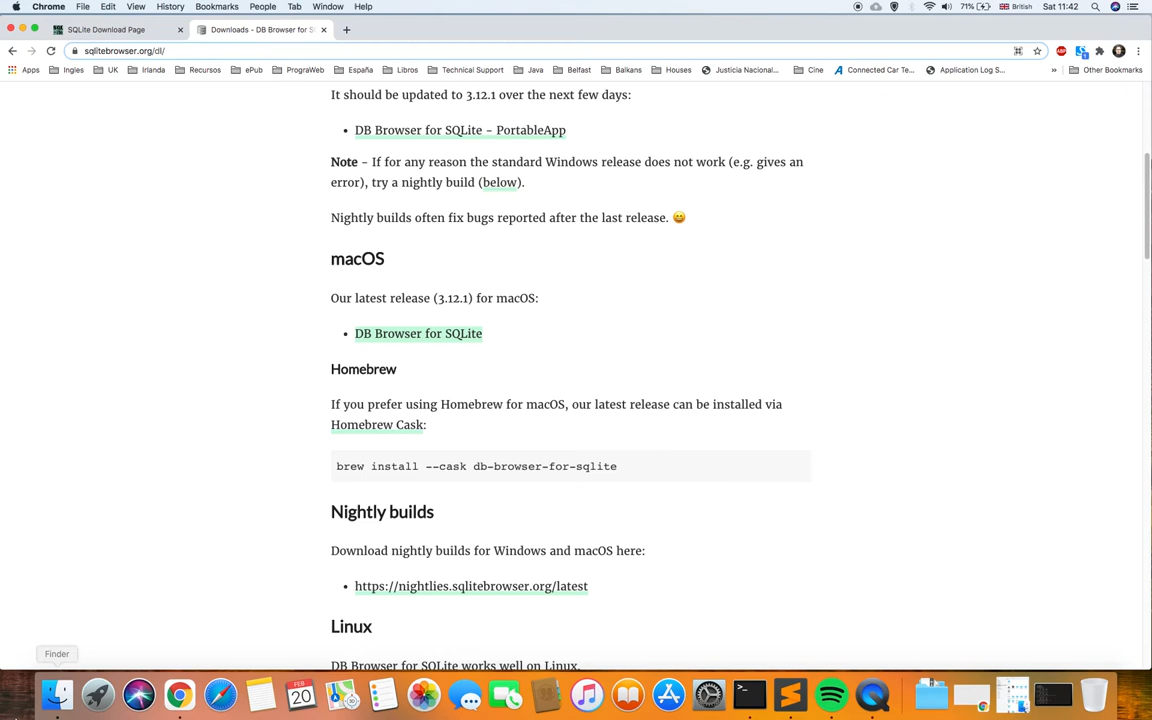 Chrome File Edit View History Bookmarks People Tab Window Help 71% British Sat 11:42
SQLite Download Page Downloads - DB Browser for S
sqlitebrowser.org/dl/
Apps Ingles UK Irlanda Recursos ePub PrograWeb España Libros Technical Support Java Belfast Balkans Houses Justicia Nacional... Cine Connected Car Te... Application Log S... » Other Bookmarks
It should be updated to 3.12.1 over the next few days:
• DB Browser for SQLite - PortableApp
Note - If for any reason the standard Windows release does not work (e.g. gives an
error), try a nightly build (below).
Nightly builds often fix bugs reported after the last release. 😄
macOS
Our latest release (3.12.1) for macOS:
• DB Browser for SQLite
Homebrew
If you prefer using Homebrew for macOS, our latest release can be installed via
Homebrew Cask:
brew install --cask db-browser-for-sqlite
Nightly builds
Download nightly builds for Windows and macOS here:
• https://nightlies.sqlitebrowser.org/latest
Linux
DB Browser for SQLite works well on Linux.
Finder
FEB
20